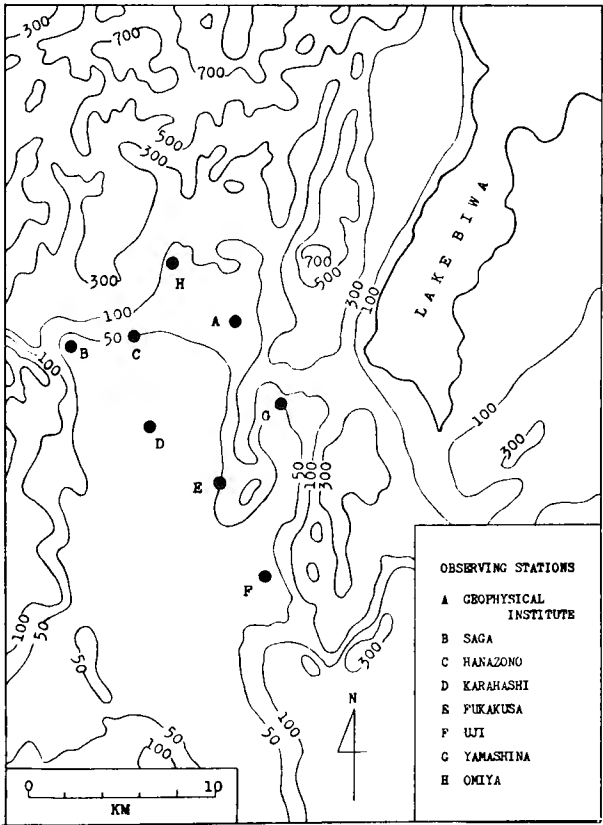 300
700
700
500
300
300
700
500
300
100
LAKE BIWA
H
100
50
A
B
C
100
G
100
300
D
50
100
300
E
F
100
50
50
300
N
50
100
50
100
0 10
KM
OBSERVING STATIONS
A GEOPHYSICAL
INSTITUTE
B SAGA
C HANAZONO
D KARAHASHI
E FUKAKUSA
F UJI
G YAMASHINA
H OMIYA